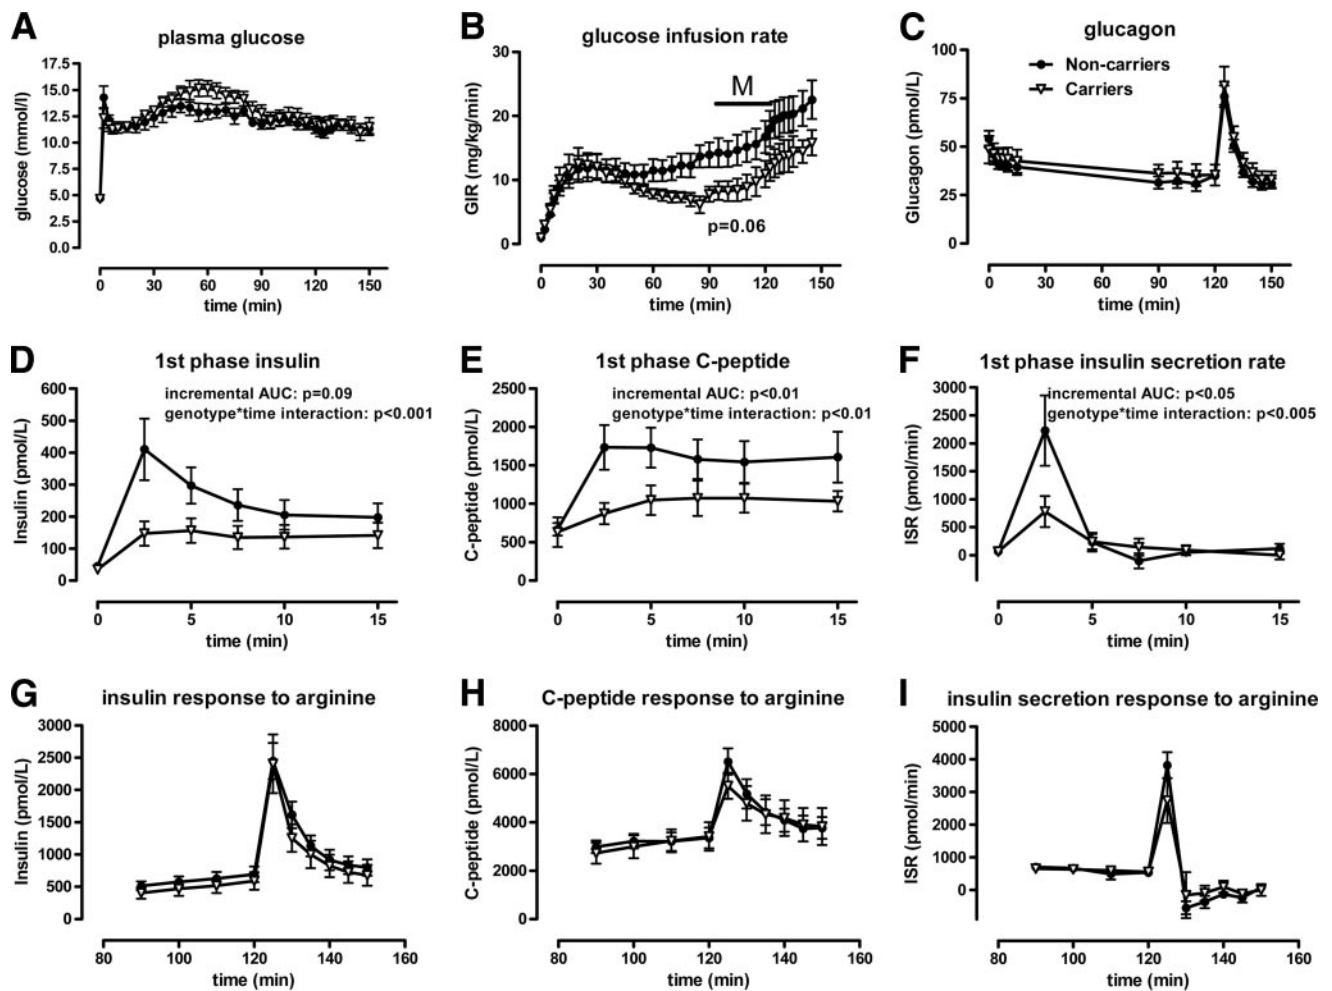 A
plasma glucose
glucose (mmol/l)
17.5
15.0
12.5
10.0
7.5
5.0
2.5
0.0
0 30 60 90 120 150
time (min)
B
glucose infusion rate
GIR (mg/kg/min)
30
20
10
0
M
p=0.06
0 30 60 90 120 150
time (min)
C
glucagon
Glucagon (pmol/L)
100
75
50
25
0
Non-carriers
Carriers
0 30 60 90 120 150
time (min)
D
1st phase insulin
incremental AUC: p=0.09
genotype*time interaction: p<0.001
Insulin (pmol/L)
600
500
400
300
200
100
0
0 5 10 15
time (min)
E
1st phase C-peptide
incremental AUC: p<0.01
genotype*time interaction: p<0.01
C-peptide (pmol/L)
2500
2000
1500
1000
500
0
0 5 10 15
time (min)
F
1st phase insulin secretion rate
incremental AUC: p<0.05
genotype*time interaction: p<0.005
ISR (pmol/min)
3000
2500
2000
1500
1000
500
0
0 5 10 15
time (min)
G
insulin response to arginine
Insulin (pmol/L)
3000
2500
2000
1500
1000
500
0
80 100 120 140 160
time (min)
H
C-peptide response to arginine
C-peptide (pmol/L)
8000
6000
4000
2000
0
80 100 120 140 160
time (min)
I
insulin secretion response to arginine
ISR (pmol/min)
5000
4000
3000
2000
1000
0
80 100 120 140 160
time (min)